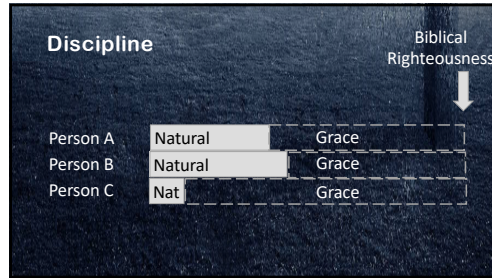 Discipline
Biblical
Righteousness
Person A Natural Grace
Person B Natural Grace
Person C Nat Grace